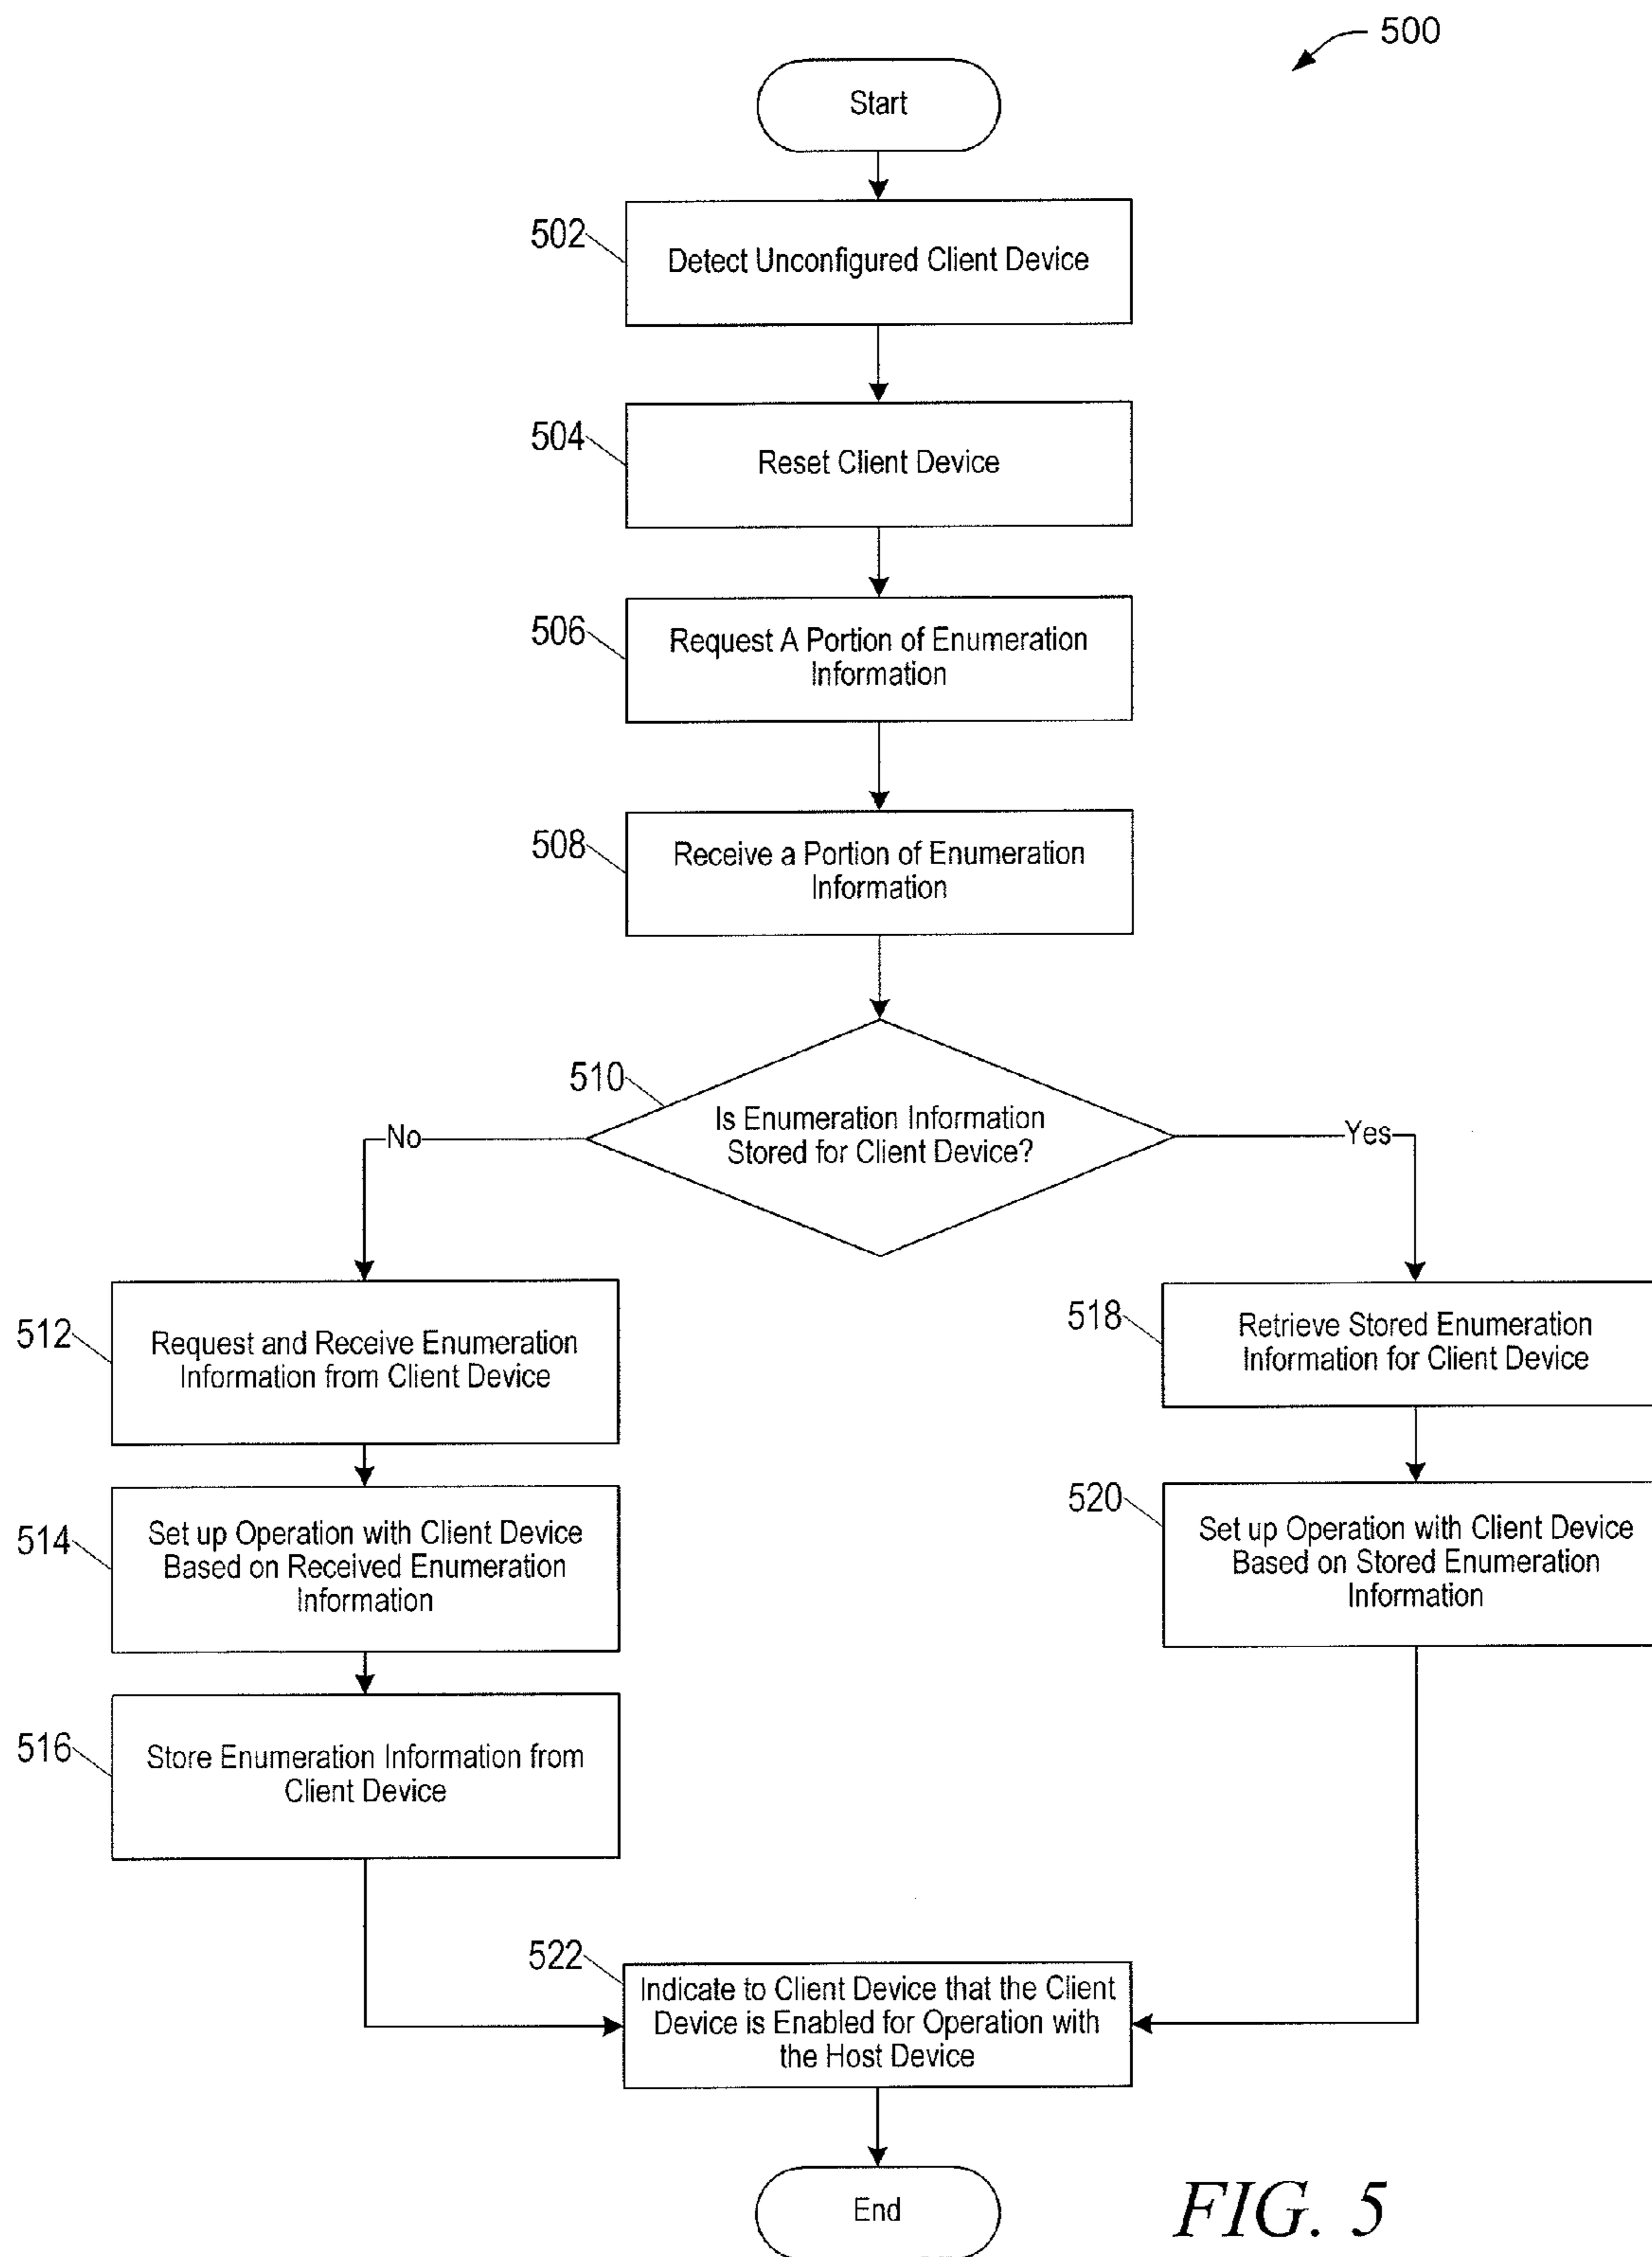 500
Start
502
Detect Unconfigured Client Device
504
Reset Client Device
506
Request A Portion of Enumeration
Information
508
Receive a Portion of Enumeration
Information
510
Is Enumeration Information
Stored for Client Device?
No
Yes
512
Request and Receive Enumeration
Information from Client Device
518
Retrieve Stored Enumeration
Information for Client Device
514
Set up Operation with Client Device
Based on Received Enumeration
Information
520
Set up Operation with Client Device
Based on Stored Enumeration
Information
516
Store Enumeration Information from
Client Device
522
Indicate to Client Device that the Client
Device is Enabled for Operation with
the Host Device
End
FIG. 5